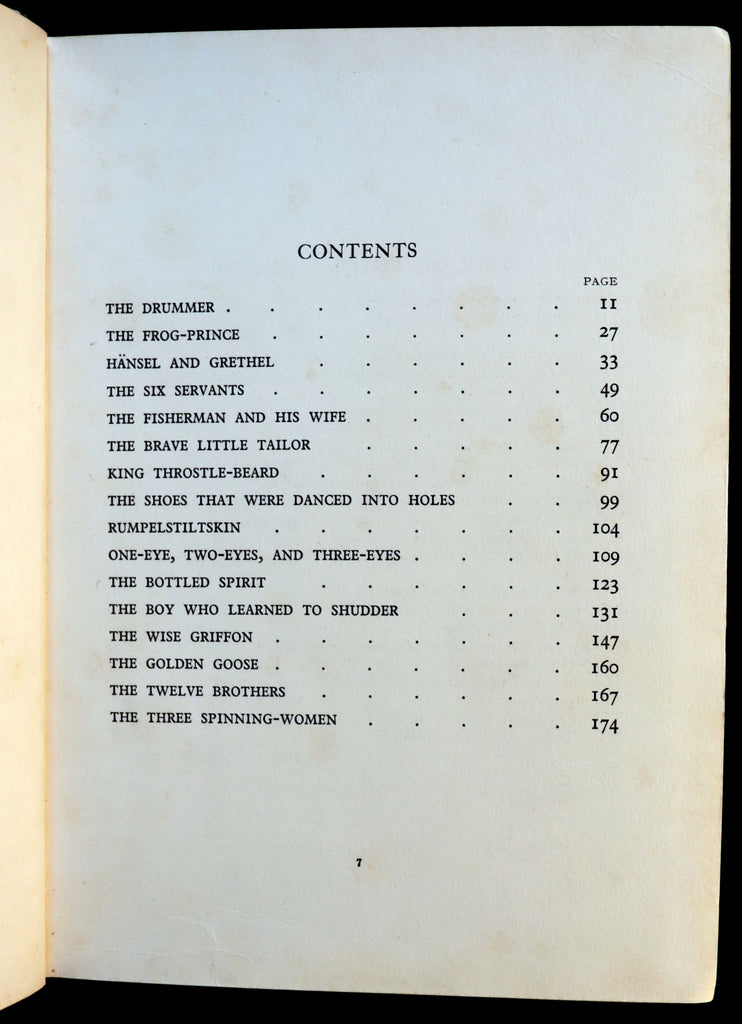 CONTENTS
PAGE
THE DRUMMER . . . . . . . . 11
THE FROG-PRINCE . . . . . . . 27
HÄNSEL AND GRETHEL . . . . . . 33
THE SIX SERVANTS . . . . . . . 49
THE FISHERMAN AND HIS WIFE . . . . . 60
THE BRAVE LITTLE TAILOR . . . . . 77
KING THROSTLE-BEARD . . . . . . 91
THE SHOES THAT WERE DANCED INTO HOLES . . 99
RUMPELSTILTSKIN . . . . . . . 104
ONE-EYE, TWO-EYES, AND THREE-EYES . . . . 109
THE BOTTLED SPIRIT . . . . . . 123
THE BOY WHO LEARNED TO SHUDDER . . . 131
THE WISE GRIFFON . . . . . . . 147
THE GOLDEN GOOSE . . . . . . . 160
THE TWELVE BROTHERS . . . . . . 167
THE THREE SPINNING-WOMEN . . . . . 174
7